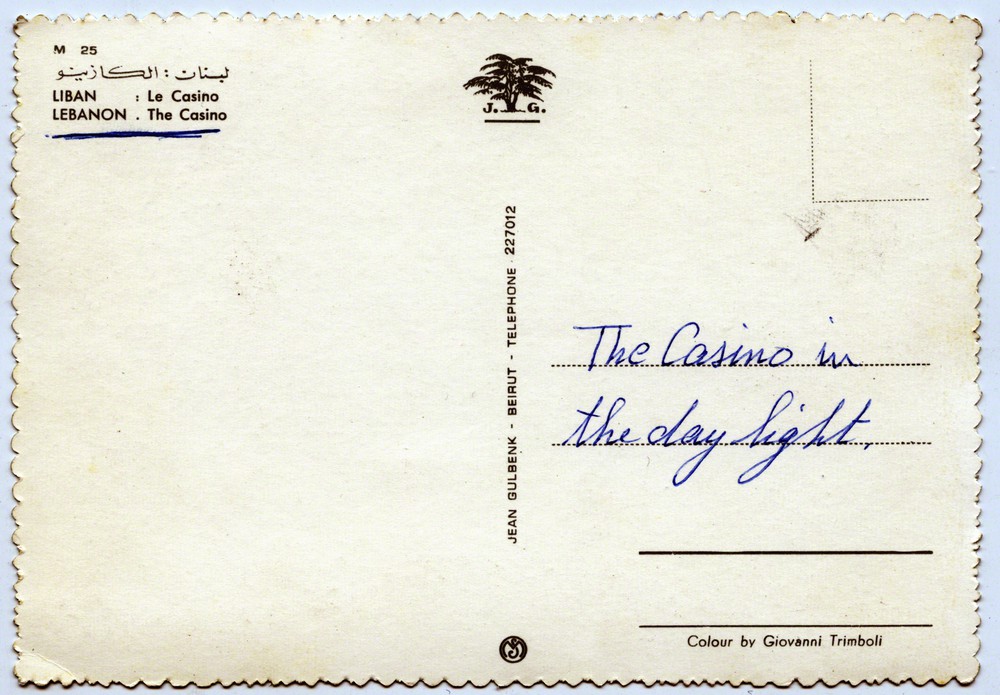 M 25
لبنان : الكازينو
LIBAN : Le Casino
LEBANON . The Casino
J. G.
JEAN GULBENK - BEIRUT - TELEPHONE 227012
The Casino in
the day light.
Colour by Giovanni Trimboli